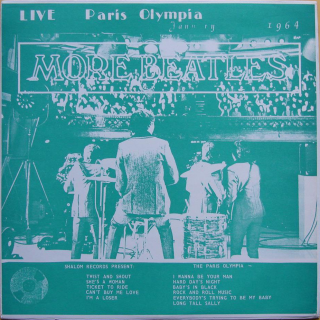 LIVE Paris Olympia
1964
MORE BEATLES
PRESENT.
THE PARIS OLYMPIA
TWIST AND SHOUT
SHE'S A WOMAN
TICKET TO RIDE
CAN'T BUY ME LOVE
I'M A LOSER
I WANNA BE YOUR MAN
HARD DAY'S NIGHT
BABY'S IN BLACK
ROCK AND ROLL MUSIC
EVERYBODY'S TRYING TO BE MY BABY
LONG TALL SALLY